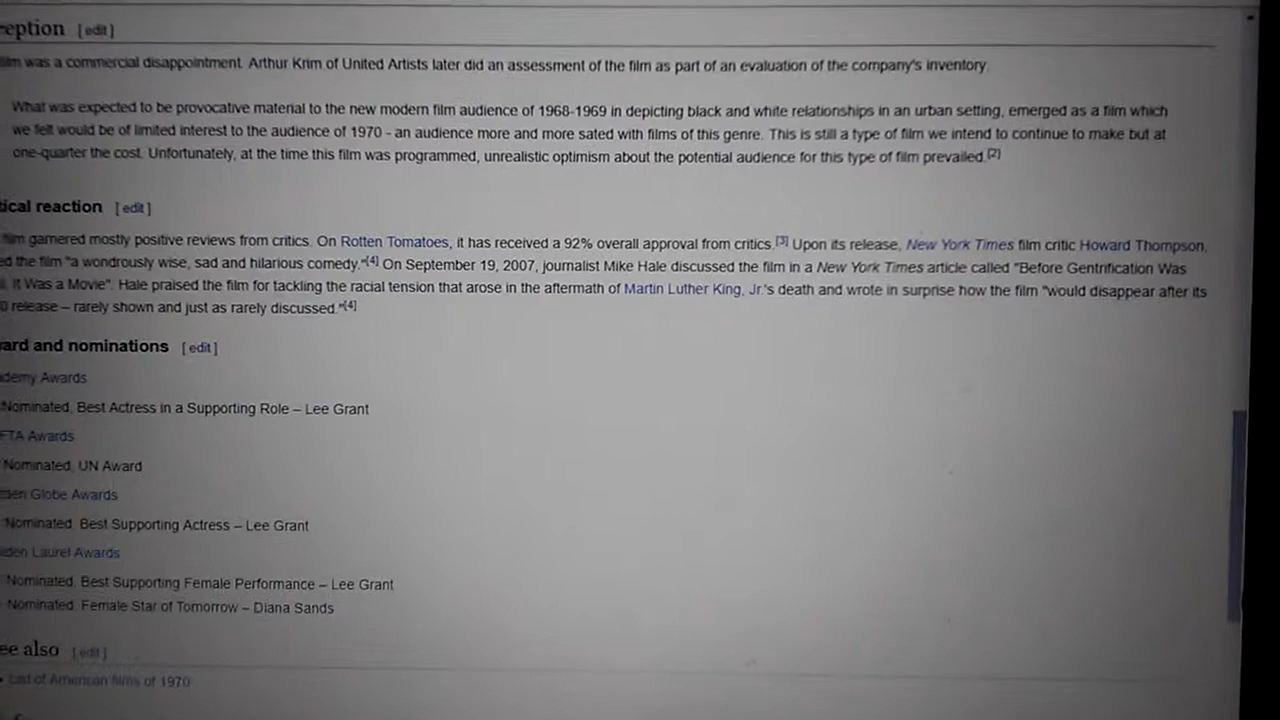 eption [ edit ]
film was a commercial disappointment. Arthur Krim of United Artists later did an assessment of the film as part of an evaluation of the company's inventory.
What was expected to be provocative material to the new modern film audience of 1968-1969 in depicting black and white relationships in an urban setting, emerged as a film which
we felt would be of limited interest to the audience of 1970 - an audience more and more sated with films of this genre. This is still a type of film we intend to continue to make but at
one-quarter the cost. Unfortunately, at the time this film was programmed, unrealistic optimism about the potential audience for this type of film prevailed.[2]
tical reaction [ edit ]
film garnered mostly positive reviews from critics. On Rotten Tomatoes, it has received a 92% overall approval from critics.[3] Upon its release, New York Times film critic Howard Thompson,
ed the film "a wondrously wise, sad and hilarious comedy."[4] On September 19, 2007, journalist Mike Hale discussed the film in a New York Times article called "Before Gentrification Was
It Was a Movie". Hale praised the film for tackling the racial tension that arose in the aftermath of Martin Luther King, Jr.'s death and wrote in surprise how the film "would disappear after its
0 release – rarely shown and just as rarely discussed."[4]
ard and nominations [ edit ]
demy Awards
Nominated, Best Actress in a Supporting Role – Lee Grant
FTA Awards
Nominated, UN Award
den Globe Awards
Nominated, Best Supporting Actress – Lee Grant
lden Laurel Awards
Nominated, Best Supporting Female Performance – Lee Grant
Nominated, Female Star of Tomorrow – Diana Sands
ee also [ edit ]
• List of American films of 1970